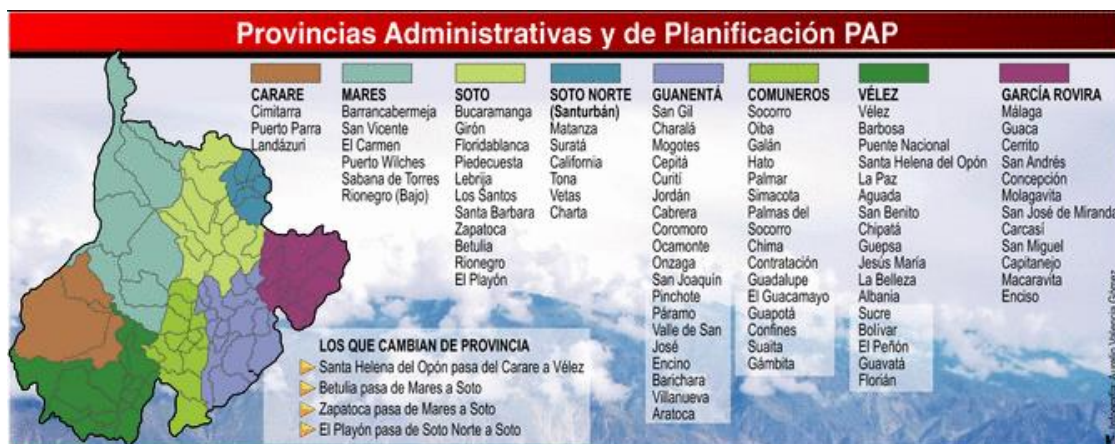 Provincias Administrativas y de Planificación PAP
CARARE
Cimitarra
Puerto Parra
Landázuri
MARES
Barrancabermeja
San Vicente
El Carmen
Puerto Wilches
Sabana de Torres
Rionegro (Bajo)
SOTO
Bucaramanga
Girón
Floridablanca
Piedecuesta
Lebrija
Los Santos
Santa Barbara
Zapatoca
Betulia
Rionegro
El Playón
SOTO NORTE
(Santurbán)
Matanza
Suratá
California
Tona
Vetas
Charta
GUANENTÁ
San Gil
Charalá
Mogotes
Cepitá
Curití
Jordán
Cabrera
Coromoro
Ocamonte
Onzaga
San Joaquín
Pinchote
Páramo
Valle de San
José
Encino
Barichara
Villanueva
Aratoca
COMUNEROS
Socorro
Oiba
Galán
Hato
Palmar
Simacota
Palmas del
Socorro
Chima
Contratación
Guadalupe
El Guacamayo
Guapotá
Confines
Suaita
Gámbita
VÉLEZ
Vélez
Barbosa
Puente Nacional
Santa Helena del Opón
La Paz
Aguada
San Benito
Chipatá
Guepsa
Jesús María
La Belleza
Albania
Sucre
Bolívar
El Peñón
Guavatá
Florián
GARCÍA ROVIRA
Málaga
Guaca
Cerrito
San Andrés
Concepción
Molagavita
San José de Miranda
Carcasí
San Miguel
Capitanejo
Macaravita
Enciso
LOS QUE CAMBIAN DE PROVINCIA
Santa Helena del Opón pasa del Carare a Vélez
Betulia pasa de Mares a Soto
Zapatoca pasa de Mares a Soto
El Playón pasa de Soto Norte a Soto